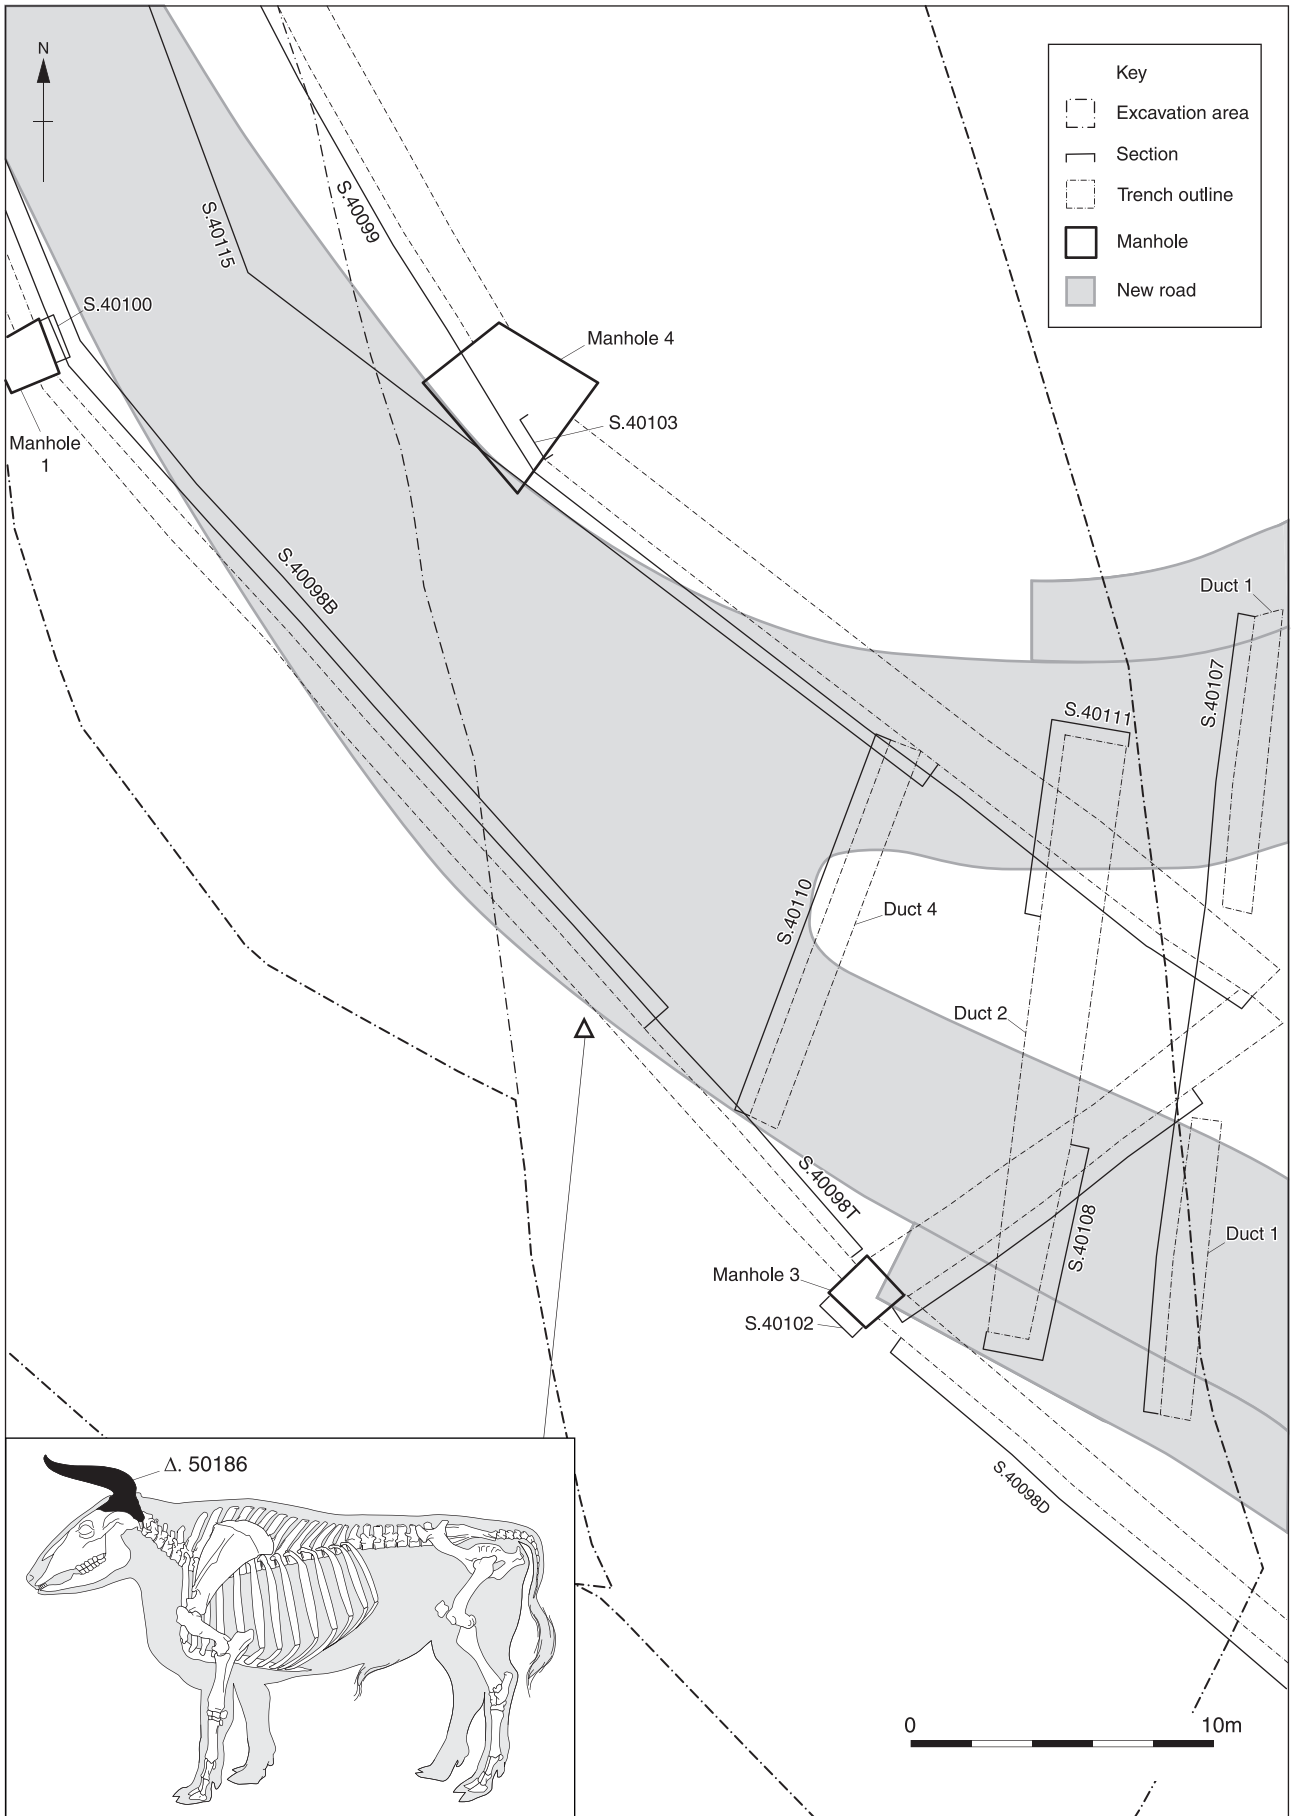 N
Key
Excavation area
Section
Trench outline
Manhole
New road
S.40099
S.40115
S.40100
Manhole 4
S.40103
Manhole
1
S.40098B
Duct 1
S.40107
S.40111
S.40110
Duct 4
Duct 2
S.40098T
S.40108
Duct 1
Manhole 3
S.40102
S.40098D
Δ. 50186
0
10m